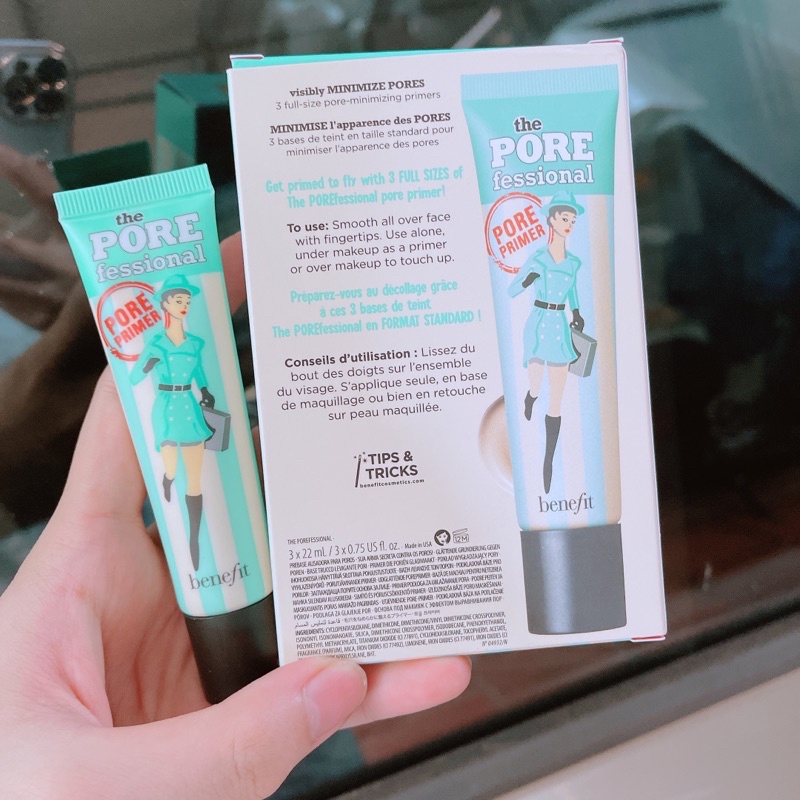 the
PORE
fessional
PORE
PRIMER
benefit
visibly MINIMIZE PORES
3 full-size pore-minimizing primers
MINIMISE l'apparence des PORES
3 bases de teint en taille standard pour
minimiser l'apparence des pores
Get primed to fly with 3 FULL SIZES of
The POREfessional pore primer!
To use: Smooth all over face
with fingertips. Use alone,
under makeup as a primer
or over makeup to touch up.
Préparez-vous au décollage grâce
à ces 3 bases de teint
The POREfessional en FORMAT STANDARD !
Conseils d'utilisation : Lissez du
bout des doigts sur l'ensemble
du visage. S'applique seule, en base
de maquillage ou bien en retouche
sur peau maquillée.
TIPS &
TRICKS
benefitcosmetics.com
THE POREFESSIONAL
3 x 22 mL / 3 x 0.75 US fl. oz. · Made in USA
12M
the
PORE
fessional
PORE
PRIMER
benefit